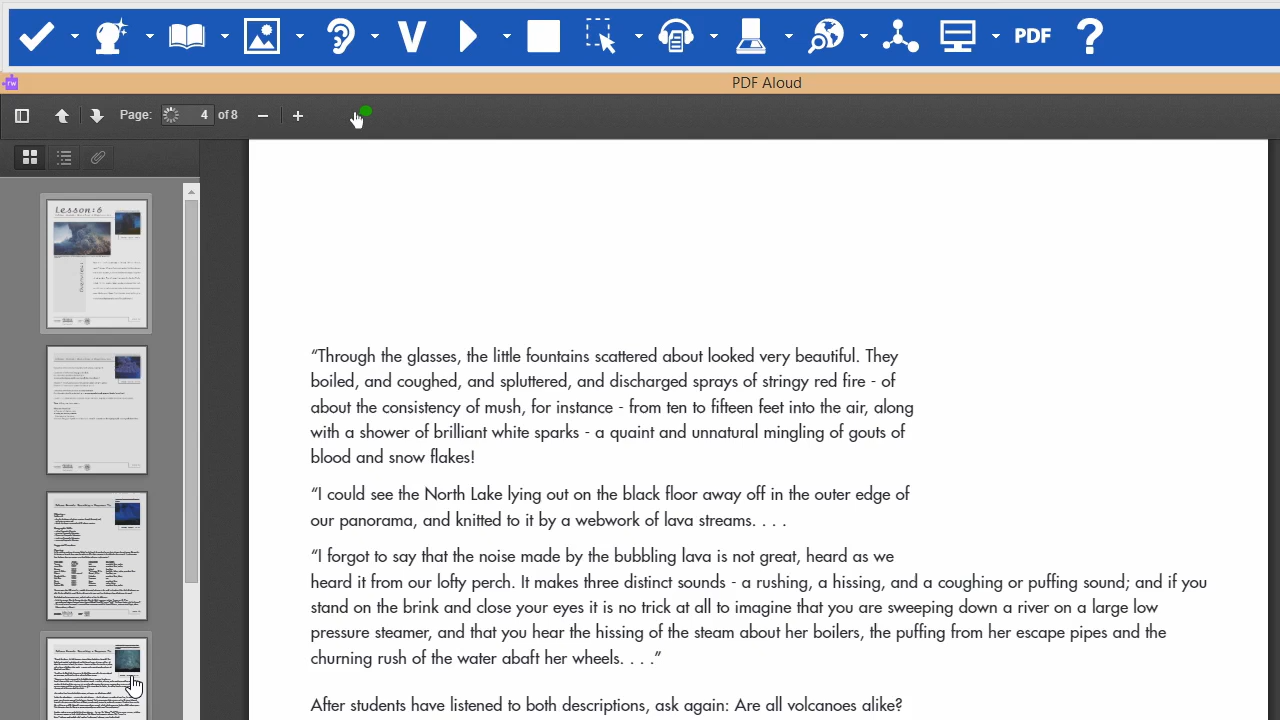 V PDF ?
rw PDF Aloud
Page: 4 of 8
Lesson:6
“Through the glasses, the little fountains scattered about looked very beautiful. They
boiled, and coughed, and spluttered, and discharged sprays of stringy red fire - of
about the consistency of mush, for instance - from ten to fifteen feet into the air, along
with a shower of brilliant white sparks - a quaint and unnatural mingling of gouts of
blood and snow flakes!
“I could see the North Lake lying out on the black floor away off in the outer edge of
our panorama, and knitted to it by a webwork of lava streams. . . .
“I forgot to say that the noise made by the bubbling lava is not great, heard as we
heard it from our lofty perch. It makes three distinct sounds - a rushing, a hissing, and a coughing or puffing sound; and if you
stand on the brink and close your eyes it is no trick at all to imagine that you are sweeping down a river on a large low
pressure steamer, and that you hear the hissing of the steam about her boilers, the puffing from her escape pipes and the
churning rush of the water abaft her wheels. . . .”
After students have listened to both descriptions, ask again: Are all volcanoes alike?